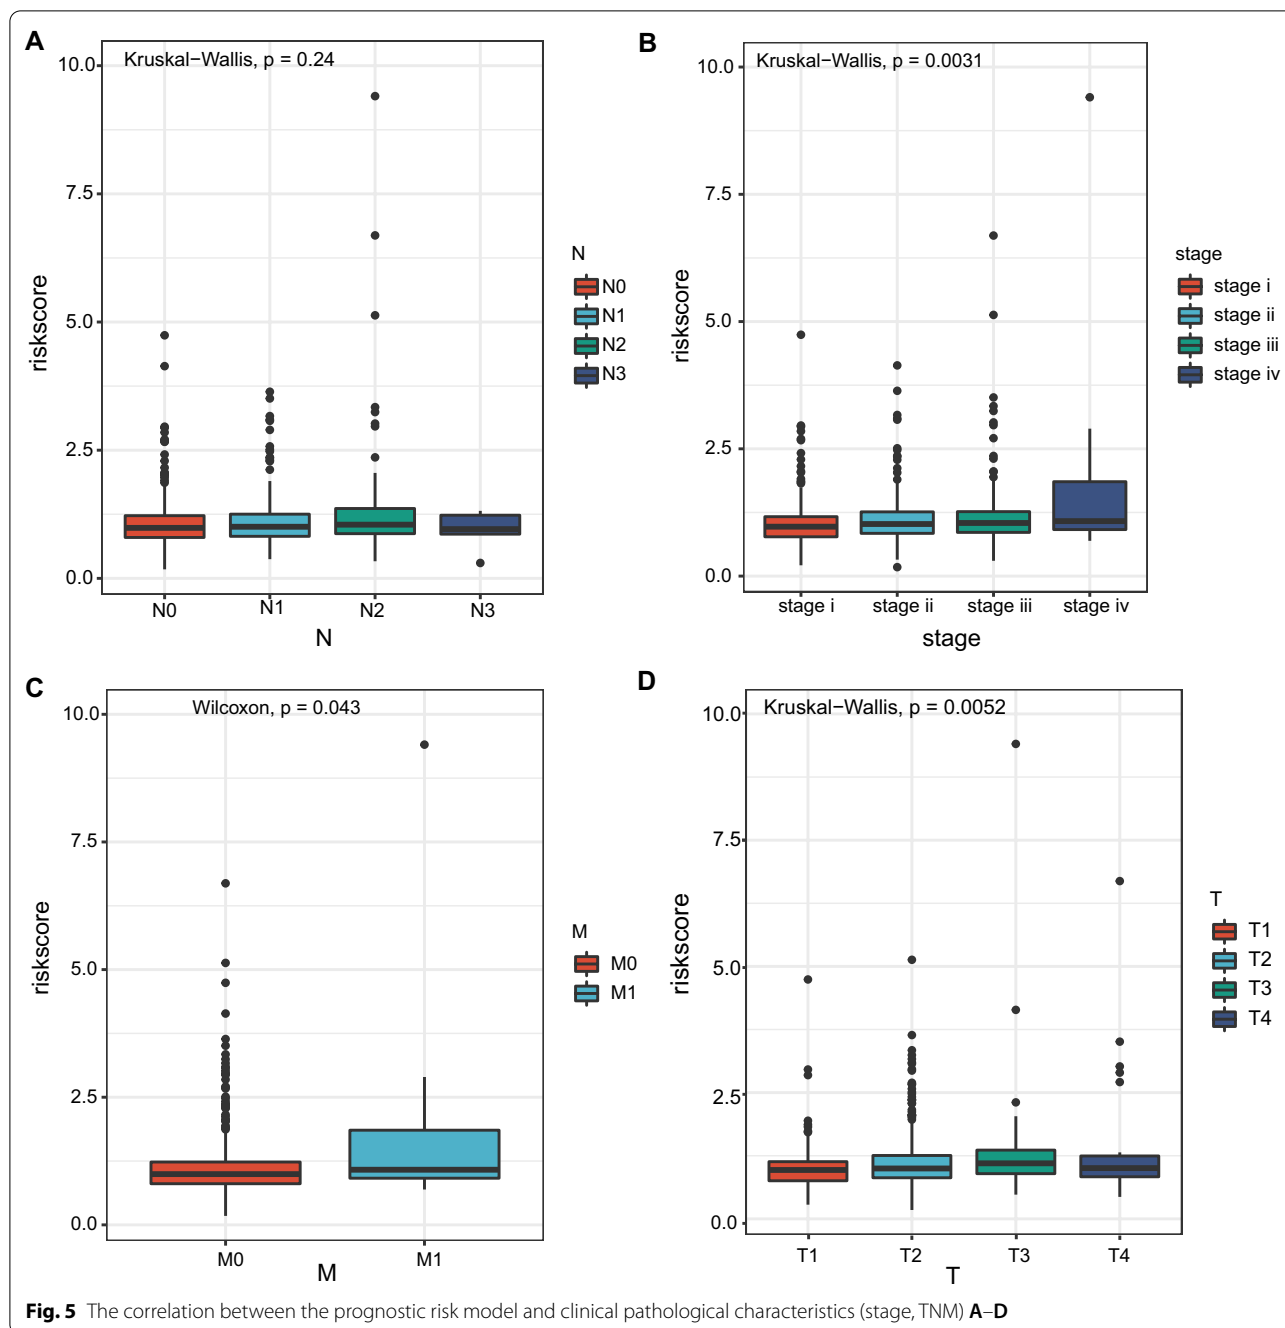 A
Kruskal-Wallis, p = 0.24
10.0
7.5
5.0
2.5
0.0
riskscore
N0
N1
N2
N3
N
N
N0
N1
N2
N3
B
Kruskal-Wallis, p = 0.0031
10.0
7.5
5.0
2.5
0.0
riskscore
stage i
stage ii
stage iii
stage iv
stage
stage
stage i
stage ii
stage iii
stage iv
C
Wilcoxon, p = 0.043
10.0
7.5
5.0
2.5
0.0
riskscore
M0
M1
M
M
M0
M1
D
Kruskal-Wallis, p = 0.0052
10.0
7.5
5.0
2.5
0.0
riskscore
T1
T2
T3
T4
T
T
T1
T2
T3
T4
Fig. 5 The correlation between the prognostic risk model and clinical pathological characteristics (stage, TNM) A–D